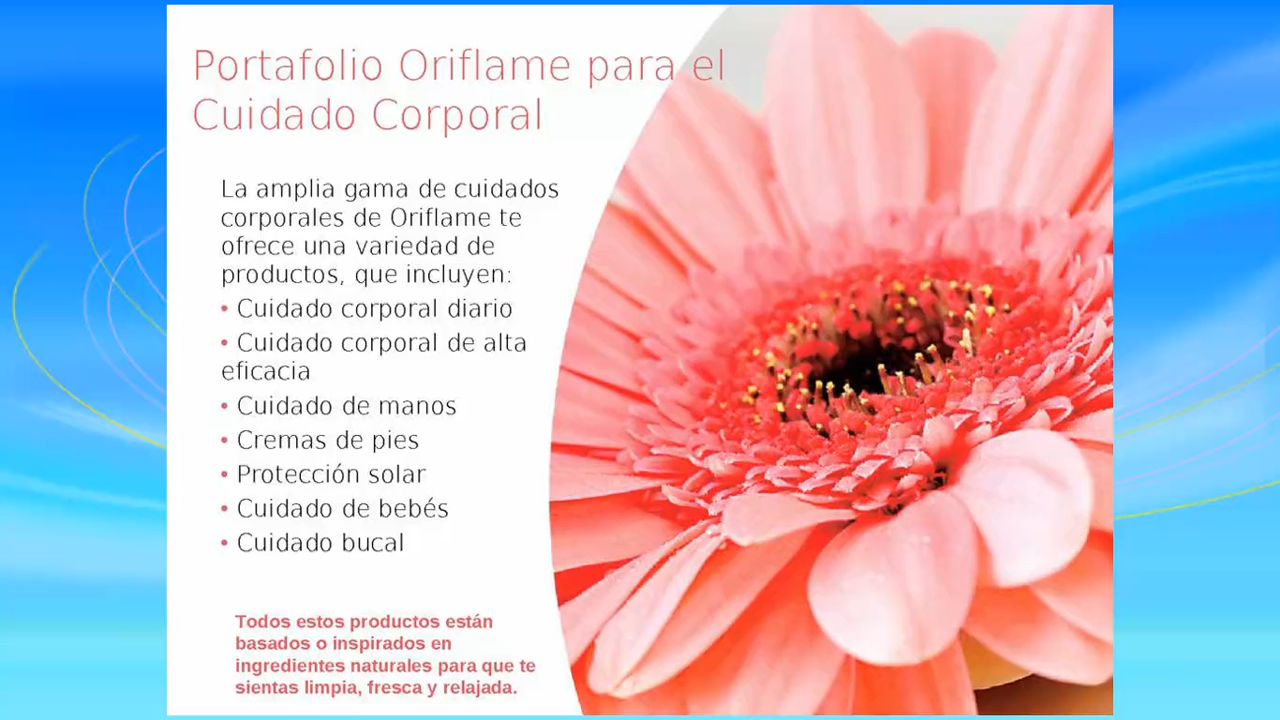 Portafolio Oriflame para el
Cuidado Corporal
La amplia gama de cuidados
corporales de Oriflame te
ofrece una variedad de
productos, que incluyen:
• Cuidado corporal diario
• Cuidado corporal de alta
eficacia
• Cuidado de manos
• Cremas de pies
• Protección solar
• Cuidado de bebés
• Cuidado bucal
Todos estos productos están
basados o inspirados en
ingredientes naturales para que te
sientas limpia, fresca y relajada.